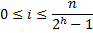 0 ≤ i ≤ n / (2^h − 1)